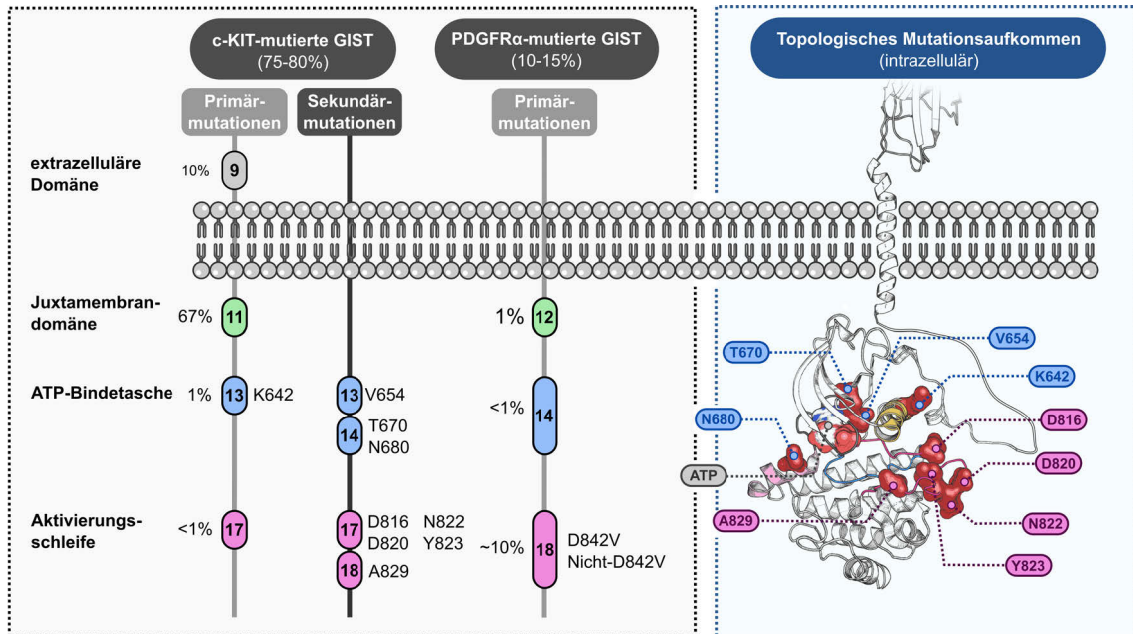 c-KIT-mutierte GIST
(75-80%)
PDGFRα-mutierte GIST
(10-15%)
Primär-
mutationen
Sekundär-
mutationen
Primär-
mutationen
extrazelluläre
Domäne
10%
9
Juxtamembran-
domäne
67%
11
1%
12
ATP-Bindetasche
1%
13
K642
13
V654
14
T670
N680
<1%
14
Aktivierungs-
schleife
<1%
17
17
D816 N822
D820 Y823
18
A829
~10%
18
D842V
Nicht-D842V
Topologisches Mutationsaufkommen
(intrazellulär)
T670
V654
K642
N680
D816
ATP
D820
A829
N822
Y823